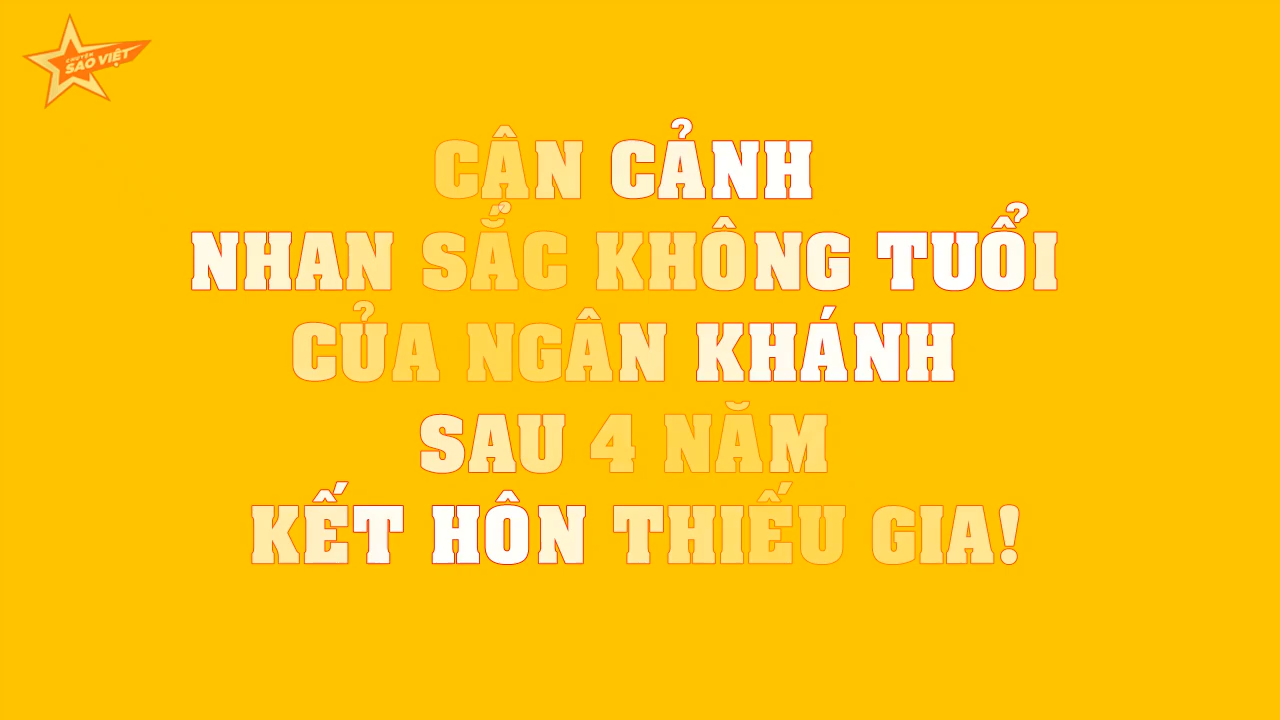 CHUYỆN
SAO VIỆT
CẬN CẢNH
NHAN SẮC KHÔNG TUỔI
CỦA NGÂN KHÁNH
SAU 4 NĂM
KẾT HÔN THIẾU GIA!